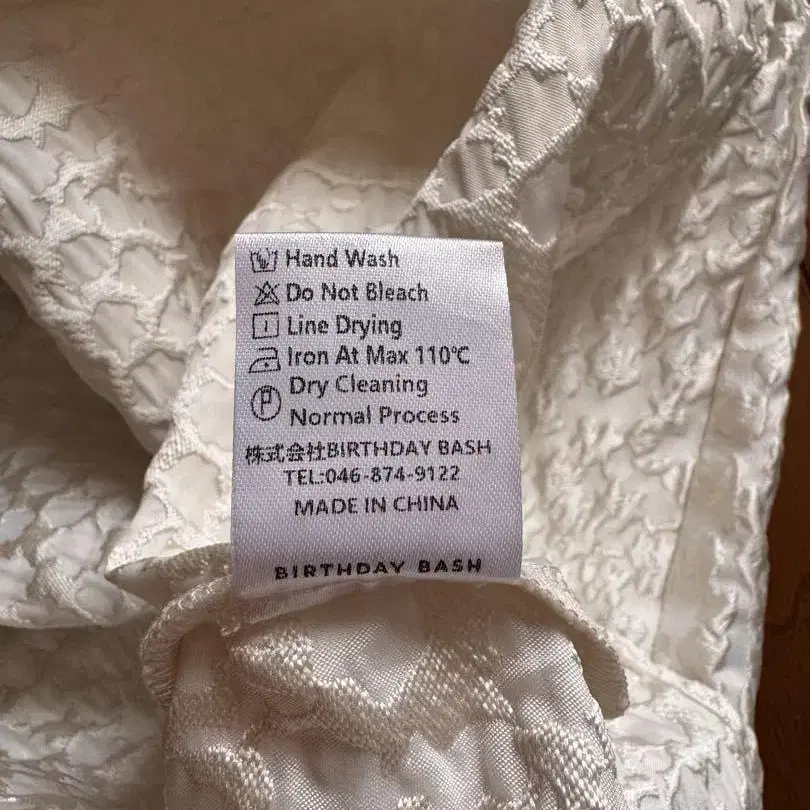 Hand Wash
Do Not Bleach
Line Drying
Iron At Max 110℃
Dry Cleaning
Normal Process
株式会社BIRTHDAY BASH
TEL:046-874-9122
MADE IN CHINA
BIRTHDAY BASH